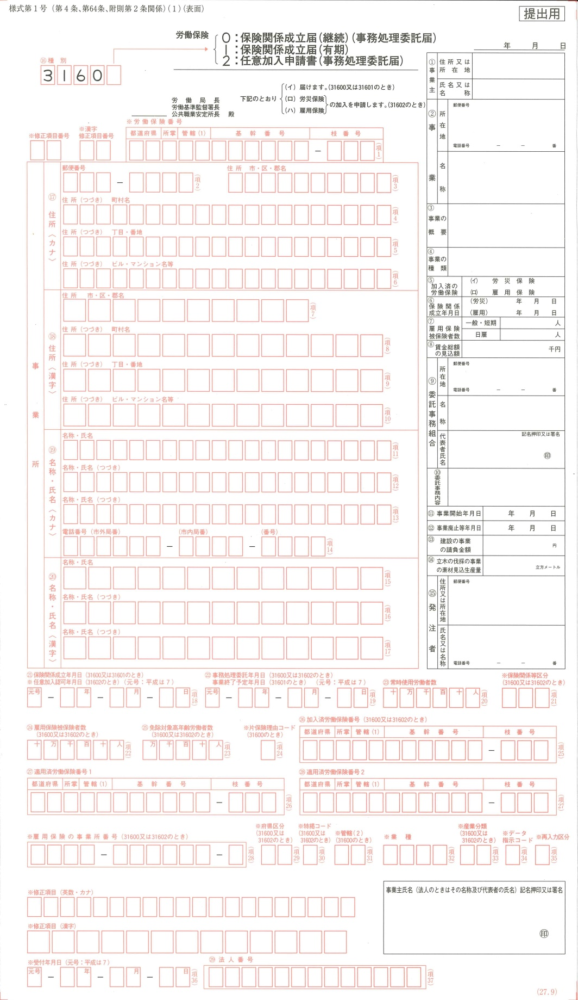 様式第1号（第4条、第64条、附則第2条関係）（1）（表面）
提出用
労働保険
0：保険関係成立届（継続）（事務処理委託届）
1：保険関係成立届（有期）
2：任意加入申請書（事務処理委託届）
年 月 日
⑯種 別
3160
下記のとおり
（イ）届けます。（31600又は31601のとき）
（ロ）労災保険
（ハ）雇用保険
の加入を申請します。（31602のとき）
労働局長
労働基準監督署長
公共職業安定所長 殿
※修正項目番号
※漢字
修正項目番号
※労働保険番号
都道府県 所掌 管轄（1） 基幹番号 枝番号
－
（項1）
事業所
⑰住所〈カナ〉
郵便番号
－
（項2）
住所 市・区・郡名
（項3）
住所（つづき） 町村名
（項4）
住所（つづき） 丁目・番地
（項5）
住所（つづき） ビル・マンション名等
（項6）
⑱住所〈漢字〉
住所 市・区・郡名
（項7）
住所（つづき） 町村名
（項8）
住所（つづき） 丁目・番地
（項9）
住所（つづき） ビル・マンション名等
（項10）
⑲名称・氏名〈カナ〉
名称・氏名
（項11）
名称・氏名（つづき）
（項12）
名称・氏名（つづき）
（項13）
電話番号（市外局番） － （市内局番） － （番号）
（項14）
⑳名称・氏名〈漢字〉
名称・氏名
（項15）
名称・氏名（つづき）
（項16）
名称・氏名（つづき）
（項17）
①事業主
住所又は所在地
氏名又は名称
②事業
所在地
郵便番号
電話番号 － － 番
名称
③事業の概要
④事業の種類
⑤加入済の労働保険
（イ） 労災保険
（ロ） 雇用保険
⑥保険関係成立年月日
（労災） 年 月 日
（雇用） 年 月 日
⑦雇用保険被保険者数
一般・短期 人
日雇 人
⑧賃金総額の見込額 千円
⑨委託事務組合
所在地
郵便番号
電話番号 － － 番
名称
代表者氏名
記名押印又は署名
印
⑩委託事務内容
⑪事業開始年月日 年 月 日
⑫事業廃止等年月日 年 月 日
⑬建設の事業の請負金額 円
⑭立木の伐採の事業の素材見込生産量 立方メートル
⑮発注者
住所又は所在地
郵便番号
氏名又は名称
電話番号 － － 番
㉑保険関係成立年月日（31600又は31601のとき）
※任意加入認可年月日（31602のとき）（元号：平成は7）
元号 － 年 － 月 － 日
（項18）
㉒事務処理委託年月日（31600又は31602のとき）
事業終了予定年月日（31601のとき）（元号：平成は7）
元号 － 年 － 月 － 日
（項19）
㉓常時使用労働者数
十 万 千 百 十 人
（項20）
※保険関係等区分
（31600又は31602のとき）
（項21）
㉔雇用保険被保険者数
（31600又は31602のとき）
十 万 千 百 十 人
（項22）
㉕免除対象高年齢労働者数
（31600又は31602のとき）
万 千 百 十 人
（項23）
※片保険理由コード
（31600のとき）
（項24）
㉖加入済労働保険番号（31600又は31602のとき）
都道府県 所掌 管轄（1） 基幹番号 枝番号
－
（項25）
㉗適用済労働保険番号1
都道府県 所掌 管轄（1） 基幹番号 枝番号
－
（項26）
㉘適用済労働保険番号2
都道府県 所掌 管轄（1） 基幹番号 枝番号
－
（項27）
※雇用保険の事業所番号（31600又は31602のとき）
－ －
（項28）
※府県区分
（31600又は
31602のとき）
（項29）
※特掲コード
（31600又は
31602のとき）
（項30）
※管轄（2）
（31600のとき）
（項31）
※業 種
（項32）
※産業分類
（31600又は
31602のとき）
（項33）
※データ
指示コード
（項34）
※再入力区分
（項35）
※修正項目（英数・カナ）
※修正項目（漢字）
事業主氏名（法人のときはその名称及び代表者の氏名）記名押印又は署名
印
※受付年月日（元号：平成は7）
元号 － 年 － 月 － 日
（項36）
㉙法人番号
（項37）
（27.9）